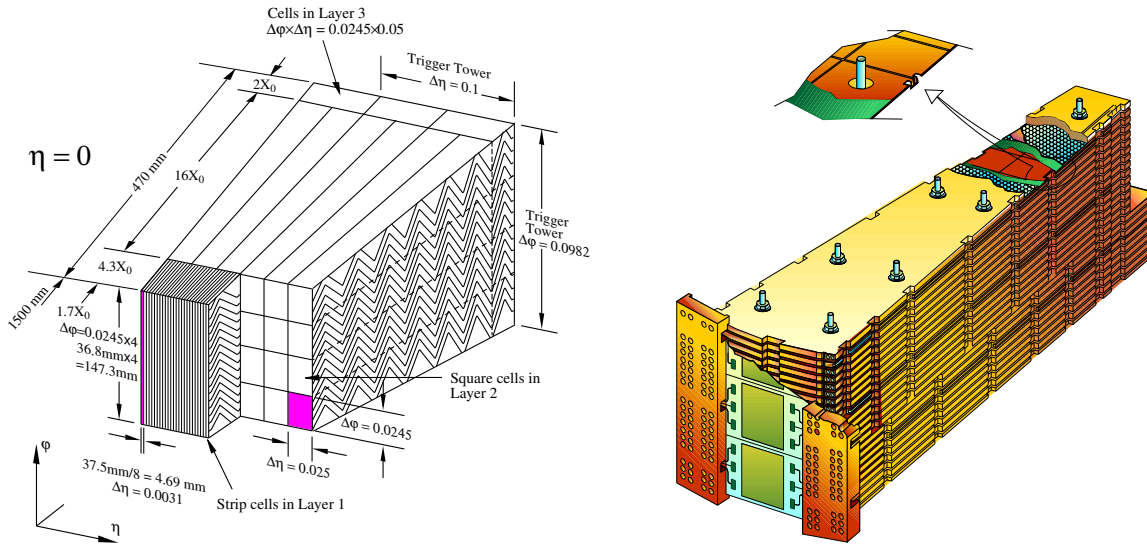 Cells in Layer 3
Δφ×Δη = 0.0245×0.05
Trigger Tower
Δη = 0.1
2X₀
η = 0
470 mm
16X₀
Trigger
Tower
Δφ = 0.0982
4.3X₀
1500 mm
1.7X₀
Δφ=0.0245x4
36.8mmx4
=147.3mm
Square cells in
Layer 2
Δφ = 0.0245
Δη = 0.025
37.5mm/8 = 4.69 mm
Δη = 0.0031
Strip cells in Layer 1
φ
η